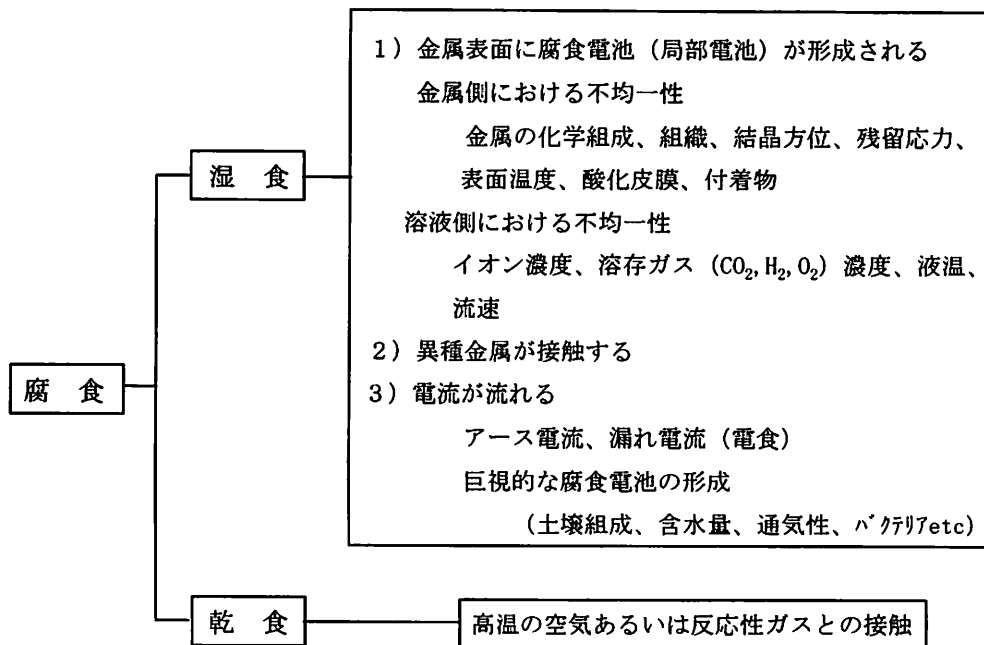 1）金属表面に腐食電池（局部電池）が形成される
金属側における不均一性
金属の化学組成、組織、結晶方位、残留応力、
表面温度、酸化皮膜、付着物
溶液側における不均一性
イオン濃度、溶存ガス（CO₂,H₂,O₂）濃度、液温、
流速
2）異種金属が接触する
3）電流が流れる
アース電流、漏れ電流（電食）
巨視的な腐食電池の形成
（土壌組成、含水量、通気性、ﾊﾞｸﾃﾘｱetc）
湿 食
腐 食
乾 食
高温の空気あるいは反応性ガスとの接触